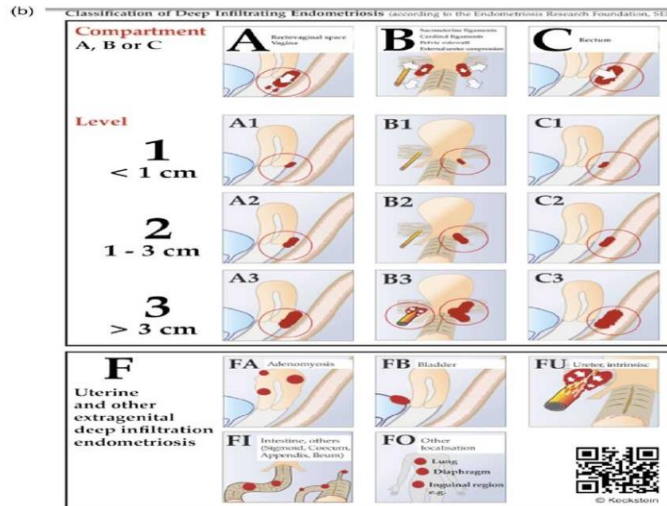 (b)
Classification of Deep Infiltrating Endometriosis (according to the Endometriosis Research Foundation,
Compartment
A, B or C
A
Rectovaginal space
Vagina
B
Sacrouterine ligaments
Cardinal ligaments
Pelvic sidewall
External ureter compression
C
Rectum
Level
1
< 1 cm
A1
B1
C1
2
1 - 3 cm
A2
B2
C2
3
> 3 cm
A3
B3
C3
F
Uterine
and other
extragenital
deep infiltration
endometriosis
FA
Adenomyosis
FB
Bladder
FU
Ureter, intrinsic
FI
Intestine, others
(Sigmoid, Coecum,
Appendix, Ileum)
FO
Other
localisation
Lung
Diaphragm
Inguinal region
e.g.
© Keckstein